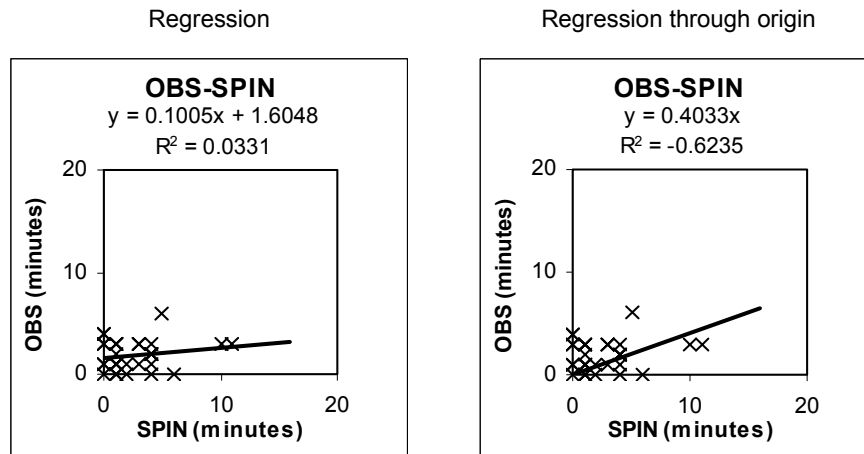 Regression
OBS-SPIN
y = 0.1005x + 1.6048
R² = 0.0331
20
10
0
OBS (minutes)
0 10 20
SPIN (minutes)
Regression through origin
OBS-SPIN
y = 0.4033x
R² = -0.6235
20
10
0
OBS (minutes)
0 10 20
SPIN (minutes)